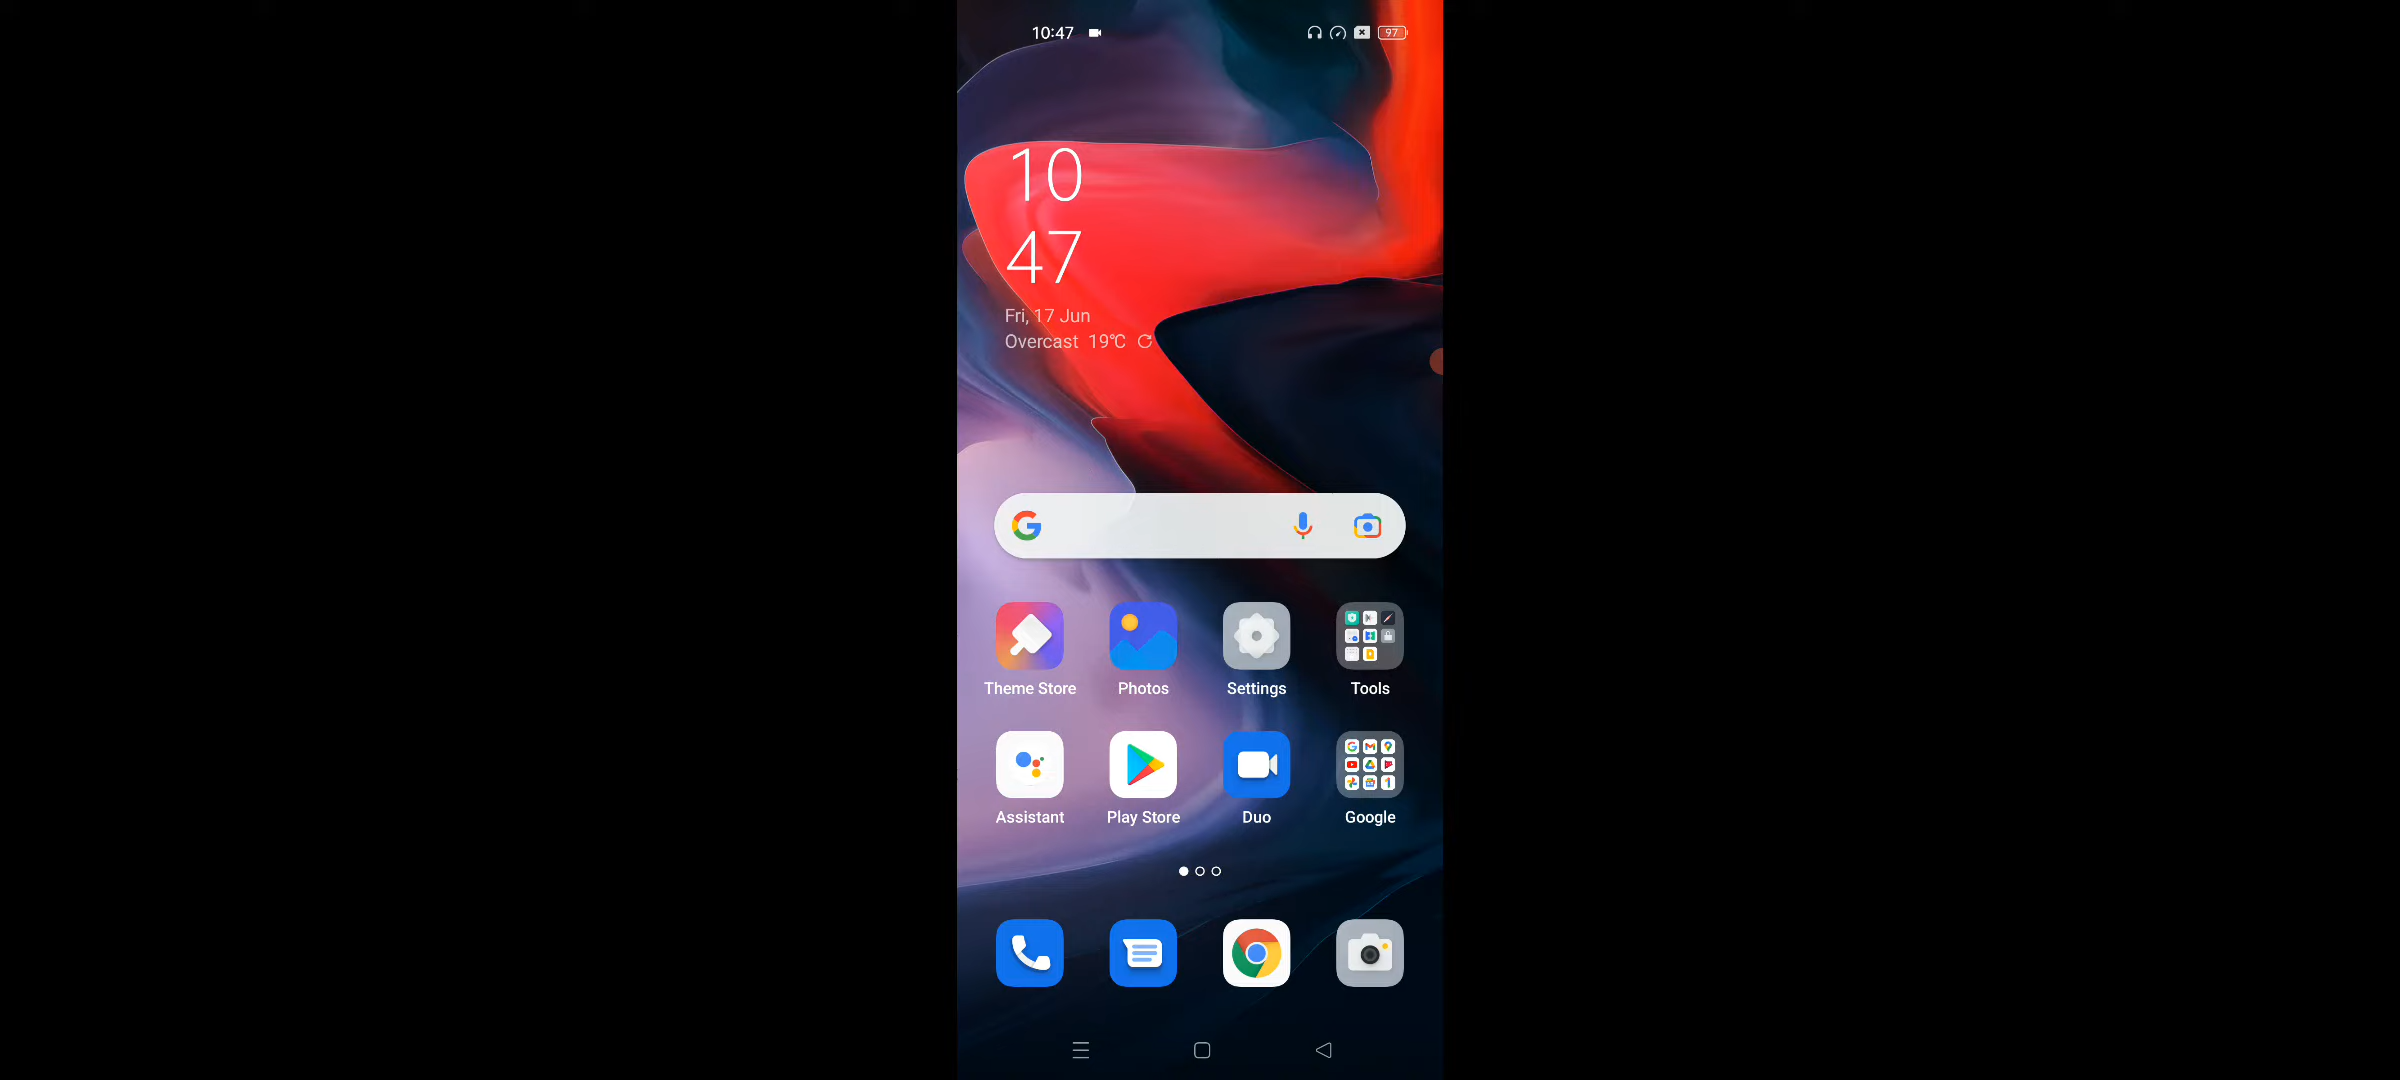 10:47
97
10
47
Fri, 17 Jun
Overcast 19°C
Theme Store
Photos
Settings
Tools
Assistant
Play Store
Duo
Google